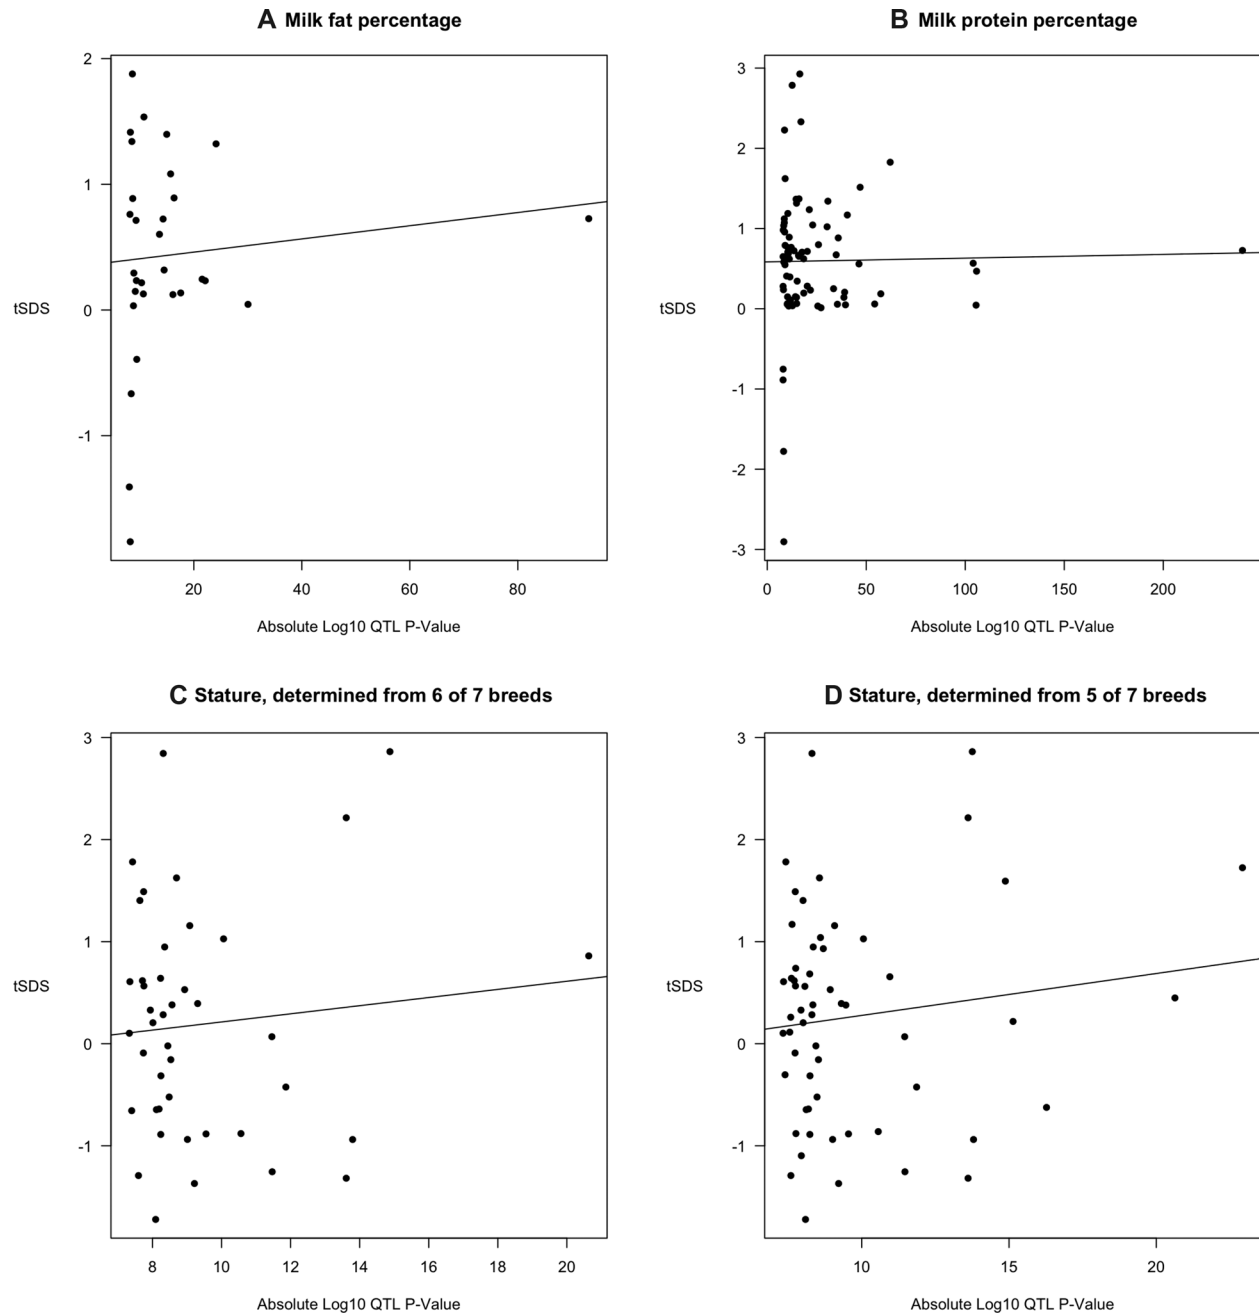 A Milk fat percentage
2
1
0
-1
tSDS
20 40 60 80
Absolute Log10 QTL P-Value
B Milk protein percentage
3
2
1
0
-1
-2
-3
tSDS
0 50 100 150 200
Absolute Log10 QTL P-Value
C Stature, determined from 6 of 7 breeds
3
2
1
0
-1
tSDS
8 10 12 14 16 18 20
Absolute Log10 QTL P-Value
D Stature, determined from 5 of 7 breeds
3
2
1
0
-1
tSDS
10 15 20
Absolute Log10 QTL P-Value